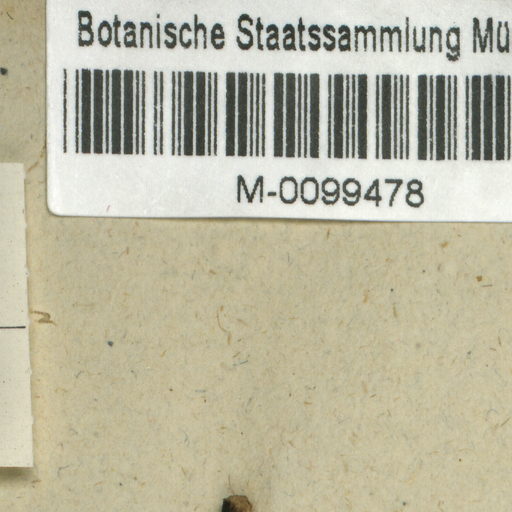 Botanische Staatssammlung Mü
M-0099478